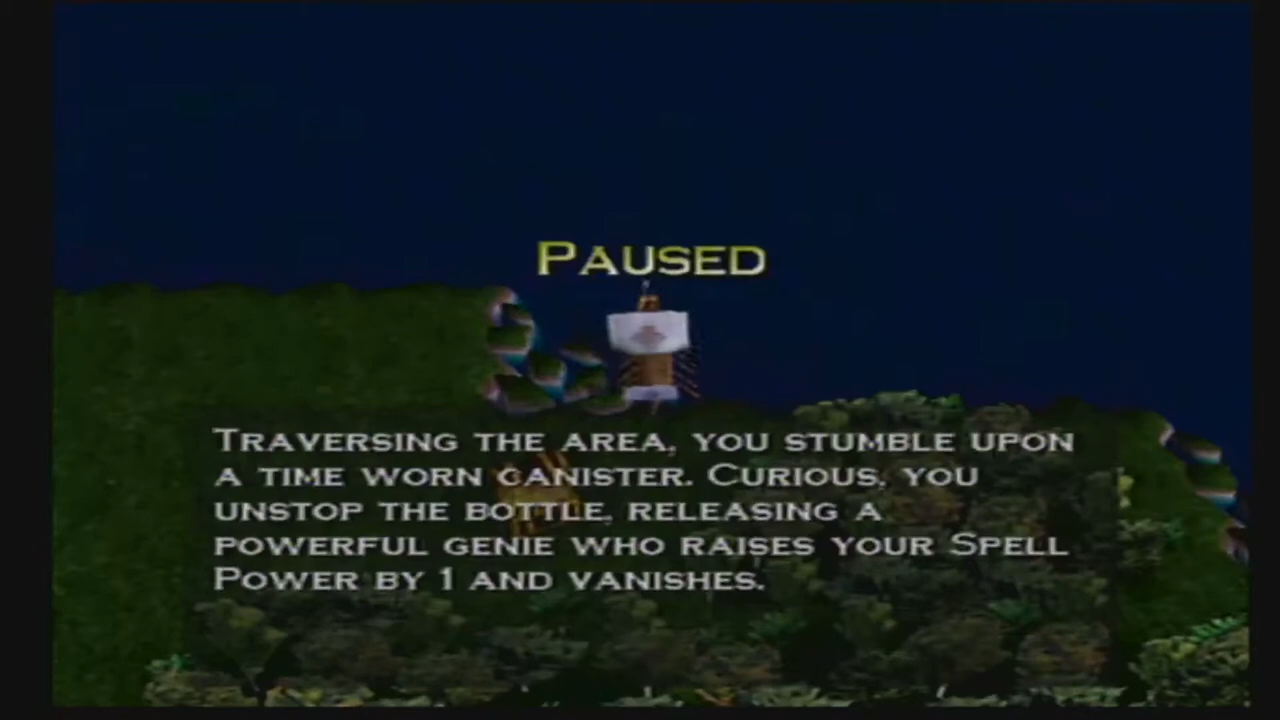 Paused
Traversing the area, you stumble upon
a time worn canister. Curious, you
unstop the bottle, releasing a
powerful genie who raises your Spell
Power by 1 and vanishes.